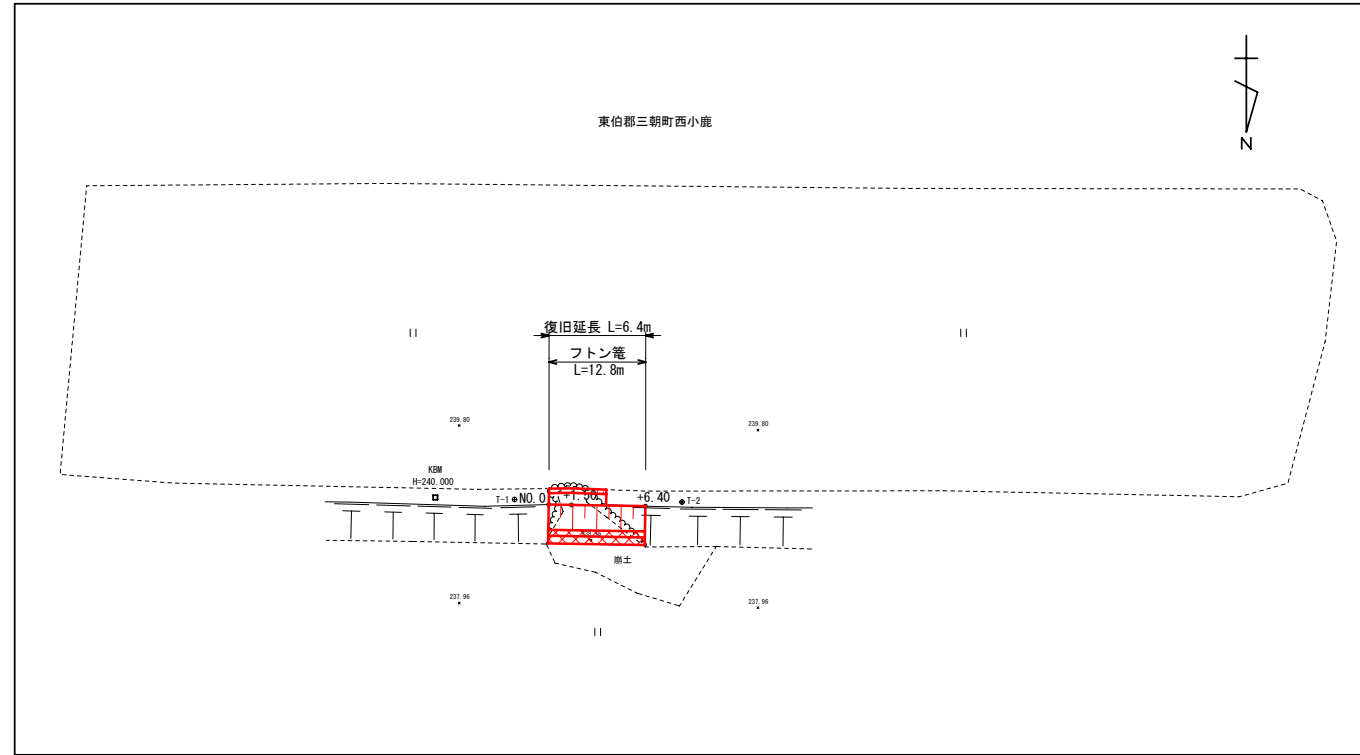 N
東伯郡三朝町西小鹿
復旧延長 L=6.4m
フトン篭
L=12.8m
239.80
239.80
KBM
H=240.000
T-1 NO.0
+6.40 T-2
崩土
237.96
237.96